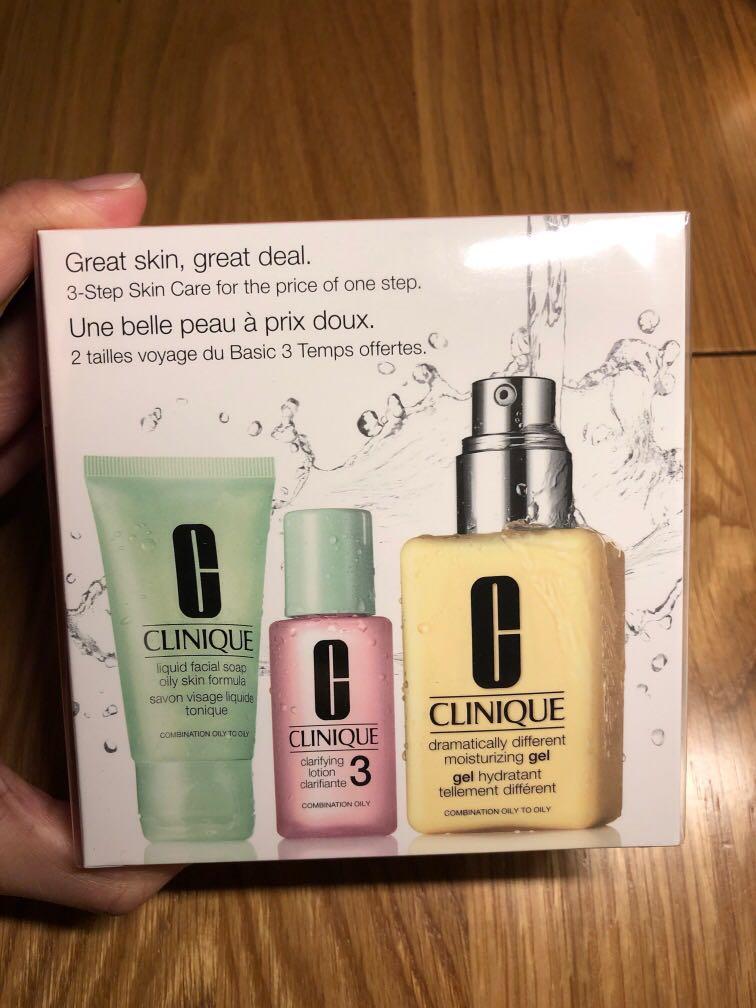 Great skin, great deal.
3-Step Skin Care for the price of one step.
Une belle peau à prix doux.
2 tailles voyage du Basic 3 Temps offertes.
CLINIQUE
liquid facial soap
oily skin formula
savon visage liquide
tonique
COMBINATION OILY TO OILY
CLINIQUE
clarifying
lotion
clarifiante 3
COMBINATION OILY
CLINIQUE
dramatically different
moisturizing gel
gel hydratant
tellement différent
COMBINATION OILY TO OILY